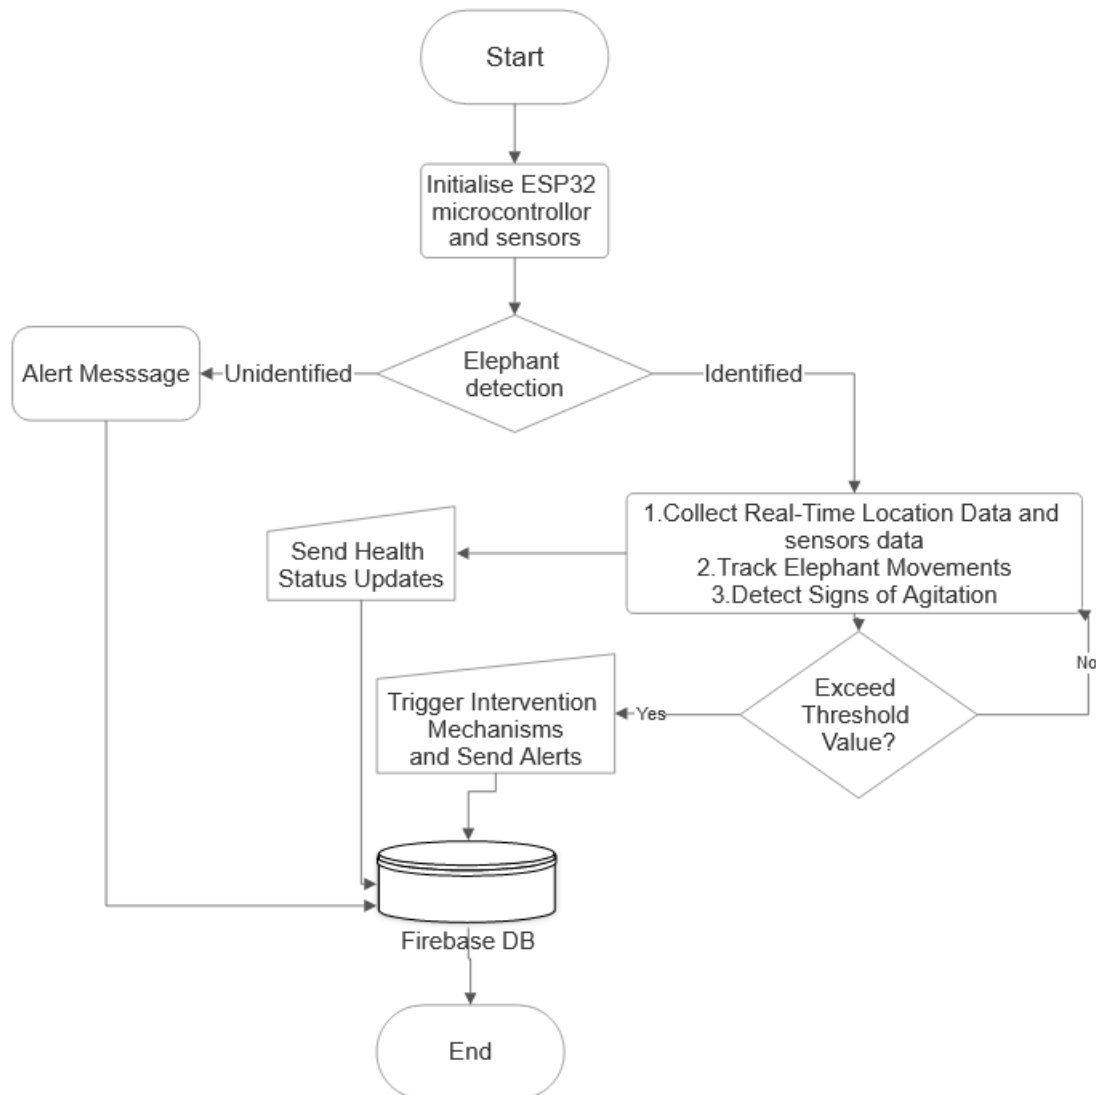 Start
Initialise ESP32
microcontrollor
and sensors
Elephant
detection
Unidentified
Identified
Alert Messsage
1.Collect Real-Time Location Data and
sensors data
2.Track Elephant Movements
3.Detect Signs of Agitation
Send Health
Status Updates
No
Exceed
Threshold
Value?
Yes
Trigger Intervention
Mechanisms
and Send Alerts
Firebase DB
End